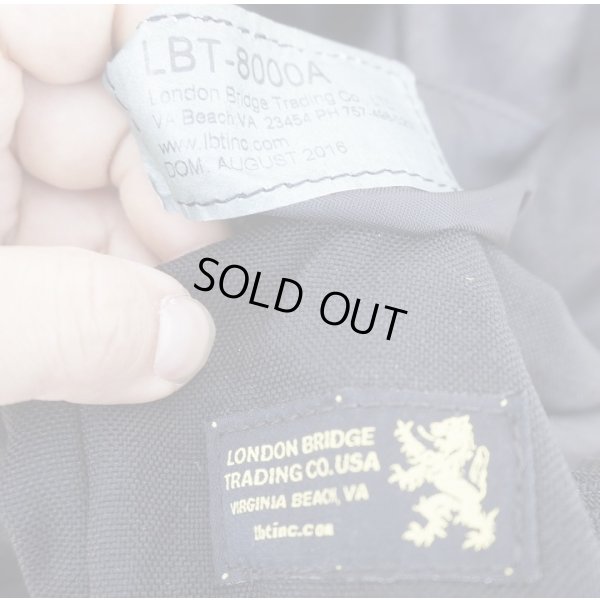 LBT-8000A
London Bridge Trading Co.
VA Beach, VA 23454 PH 757-
www.lbtinc.com
DOM. AUGUST 2016
SOLD OUT
LONDON BRIDGE
TRADING CO. USA
VIRGINIA BEACH, VA
lbtinc.com